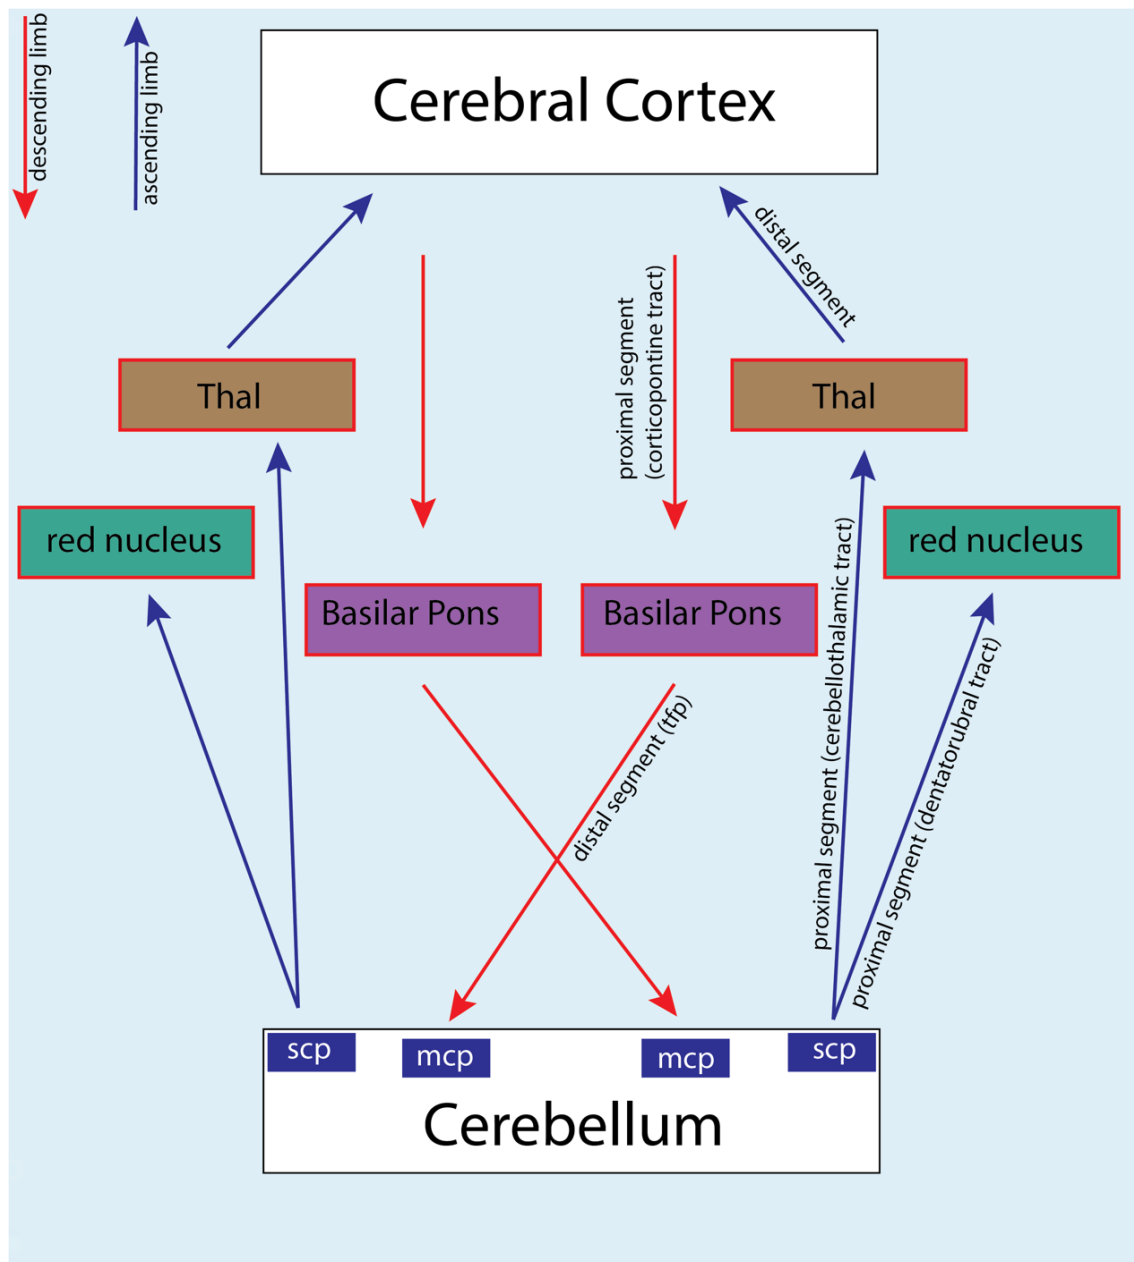 descending limb
ascending limb
Cerebral Cortex
distal segment
proximal segment
(corticopontine tract)
Thal
Thal
red nucleus
red nucleus
Basilar Pons
Basilar Pons
distal segment (tfp)
proximal segment (cerebellothalamic tract)
proximal segment (dentatorubral tract)
scp
mcp
mcp
scp
Cerebellum